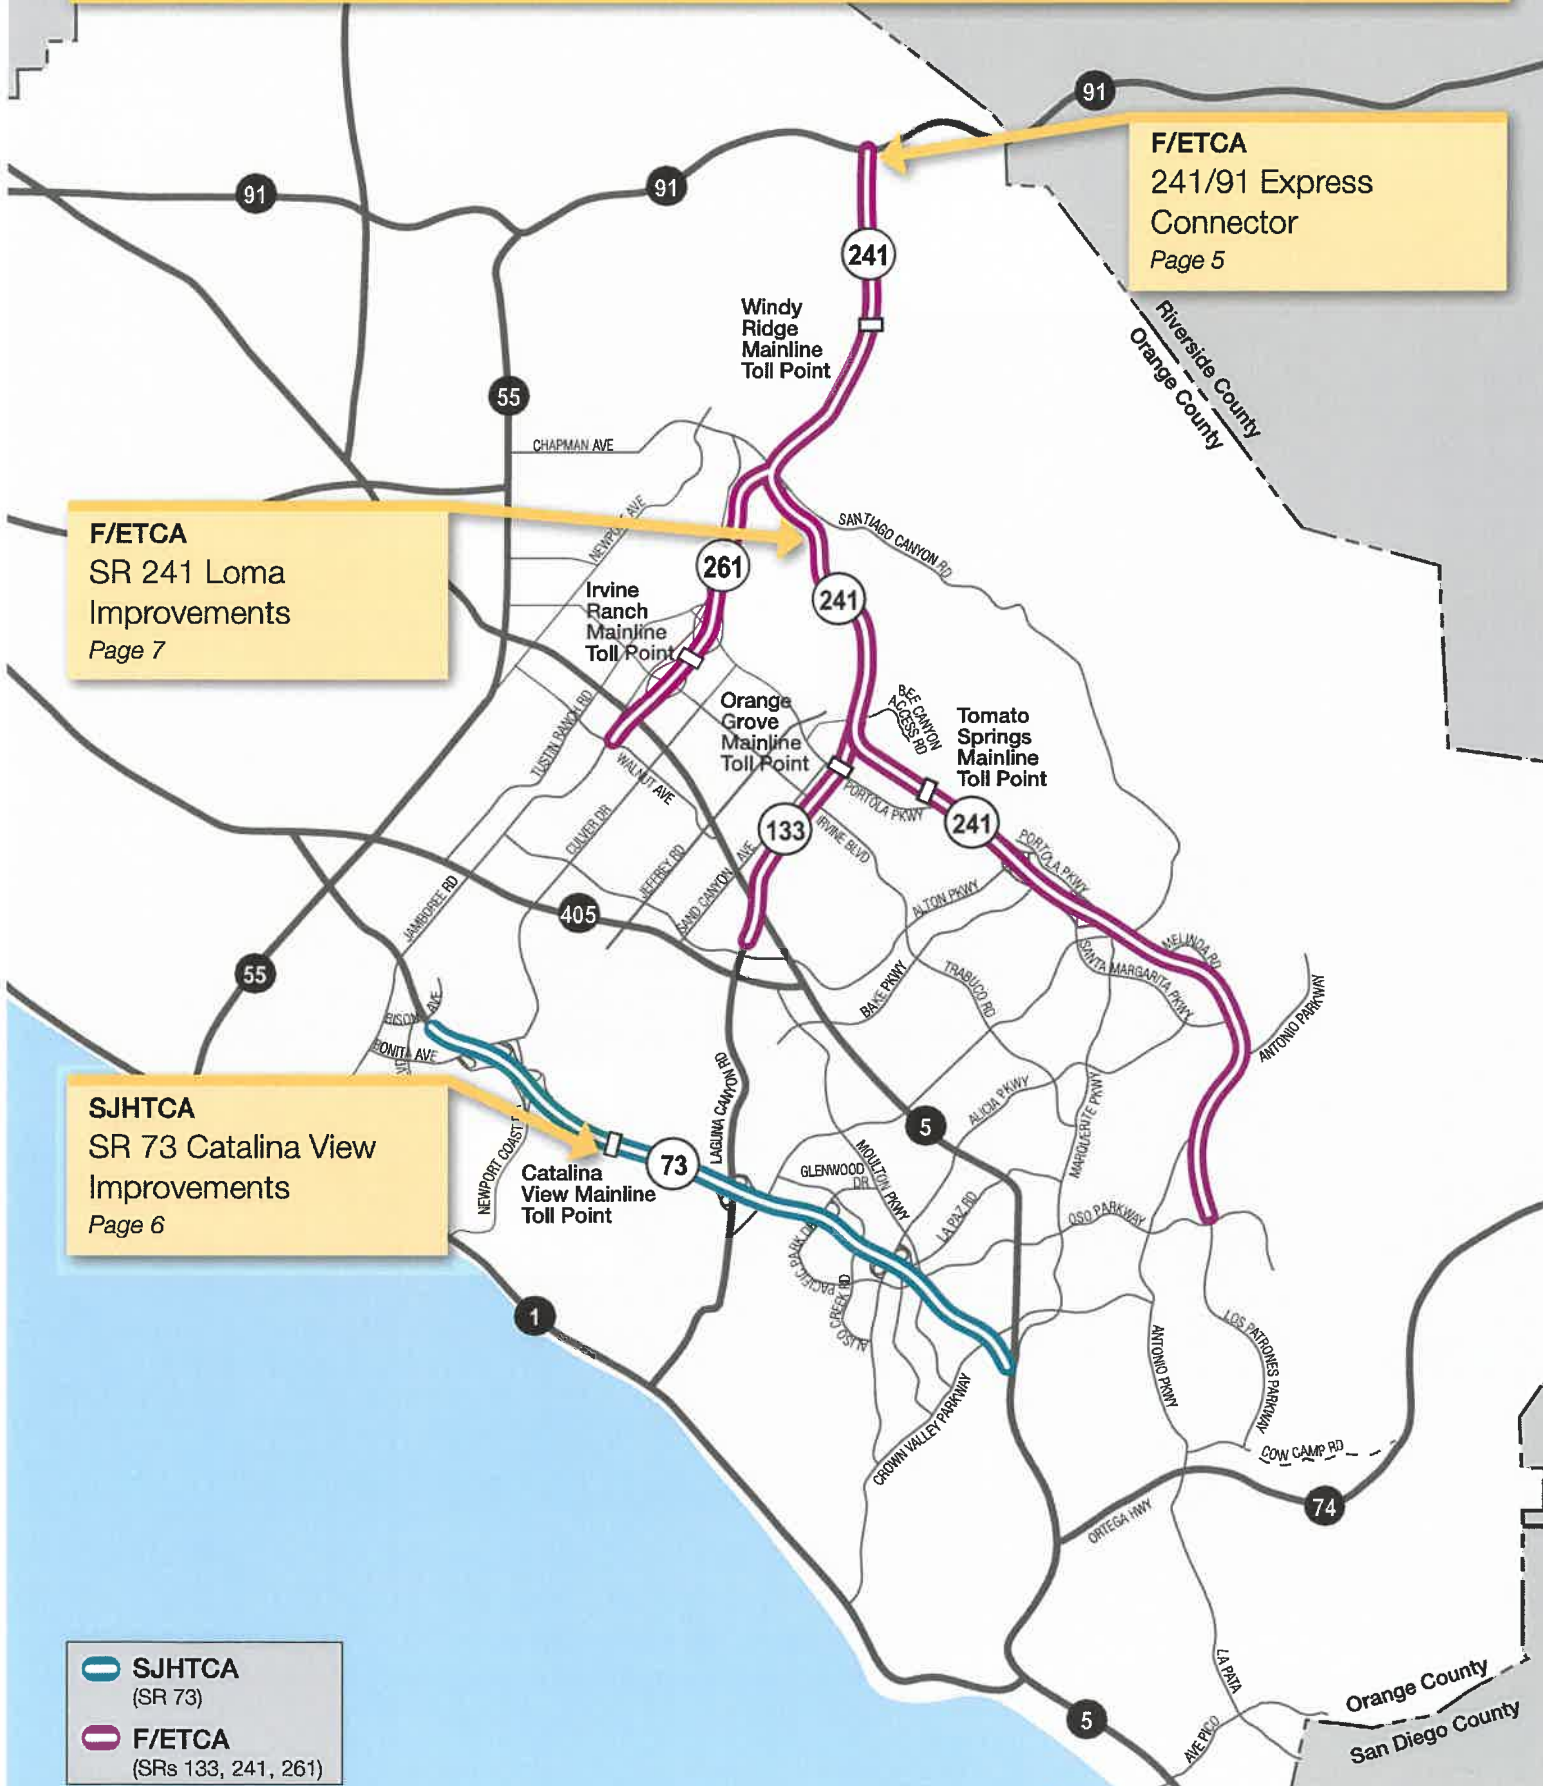 91
F/ETCA
241/91 Express
Connector
Page 5
91
91
241
Windy
Ridge
Mainline
Toll Point
Riverside County
Orange County
55
CHAPMAN AVE
F/ETCA
SR 241 Loma
Improvements
Page 7
NEWPORT AVE
SANTIAGO CANYON RD
261
241
Irvine
Ranch
Mainline
Toll Point
TUSTIN RANCH RD
Orange
Grove
Mainline
Toll Point
BEE CANYON
ACCESS RD
Tomato
Springs
Mainline
Toll Point
WALNUT AVE
PORTOLA PKWY
133
241
CULVER DR
JEFFREY RD
SAND CANYON AVE
IRVINE BLVD
PORTOLA PKWY
ALTON PKWY
JAMBOREE RD
405
55
BAKE PKWY
TRABUCO RD
SANTA MARGARITA PKWY
MELINDA RD
ANTONIO PARKWAY
BISON AVE
BONITA AVE
SJHTCA
SR 73 Catalina View
Improvements
Page 6
NEWPORT COAST
LAGUNA CANYON RD
73
Catalina
View Mainline
Toll Point
5
ALICIA PKWY
MARGUERITE PKWY
MOULTON PKWY
GLENWOOD
DR
LA PAZ RD
OSO PARKWAY
PACIFIC PARK DR
ALISO CREEK RD
1
CROWN VALLEY PARKWAY
ANTONIO PKWY
LOS PATRONES PARKWAY
COW CAMP RD
74
ORTEGA HWY
LA PATA
AVE PICO
5
Orange County
San Diego County
SJHTCA
(SR 73)
F/ETCA
(SRs 133, 241, 261)